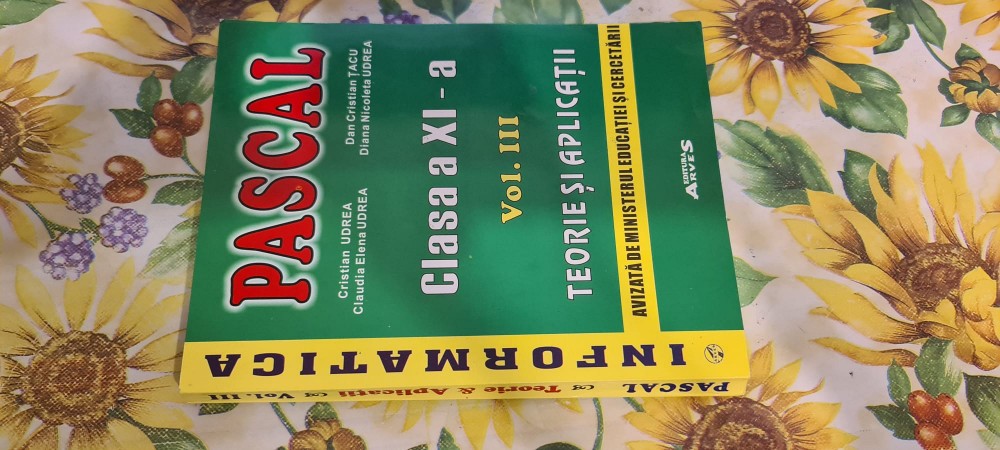 PASCAL
Cristian UDREA
Claudia Elena UDREA
Dan Cristian ȚACU
Diana Nicoleta UDREA
Clasa a XI - a
Vol. III
TEORIE ȘI APLICAȚII
AVIZATĂ DE MINISTERUL EDUCAȚIEI ȘI CERCETĂRII
EDITURA
ARVES
INFORMATICA
PASCAL Teorie & Aplicații Vol. III